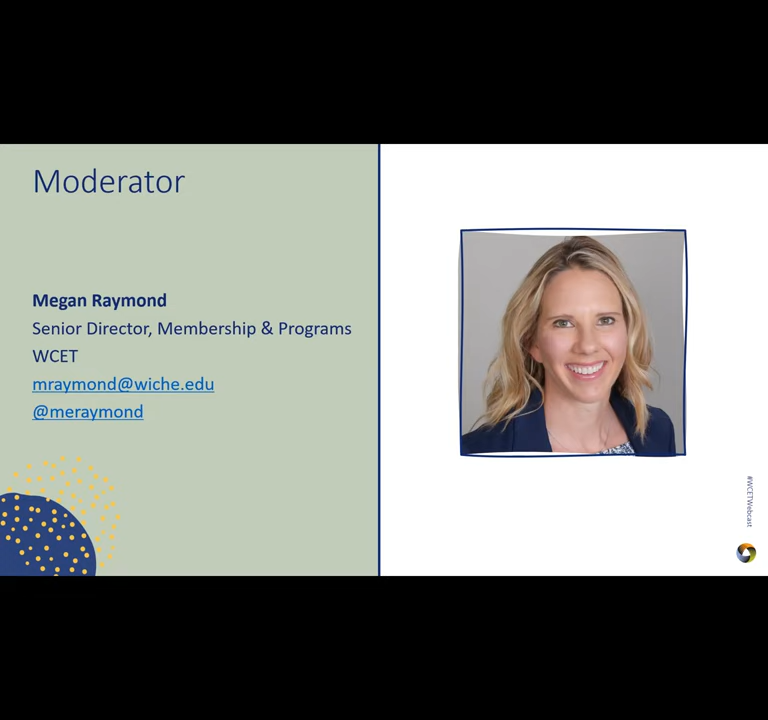 Moderator
Megan Raymond
Senior Director, Membership & Programs
WCET
mraymond@wiche.edu
@meraymond
#WCETWebcast